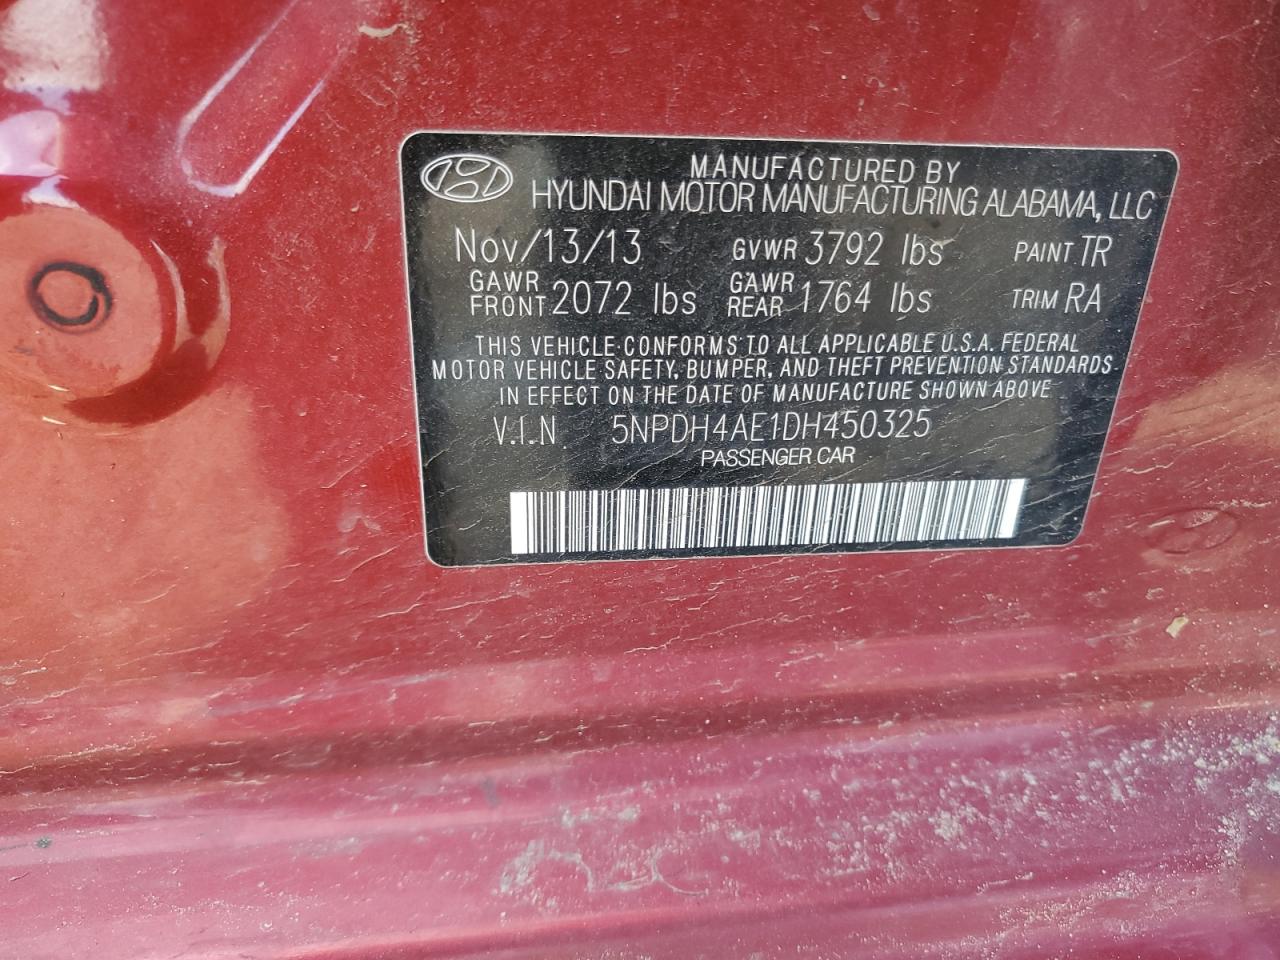 MANUFACTURED BY
HYUNDAI MOTOR MANUFACTURING ALABAMA, LLC
Nov/13/13 GVWR 3792 lbs PAINT TR
GAWR FRONT 2072 lbs GAWR REAR 1764 lbs TRIM RA
THIS VEHICLE CONFORMS TO ALL APPLICABLE U.S.A. FEDERAL
MOTOR VEHICLE SAFETY, BUMPER, AND THEFT PREVENTION STANDARDS
IN EFFECT ON THE DATE OF MANUFACTURE SHOWN ABOVE
V.I.N 5NPDH4AE1DH450325
PASSENGER CAR